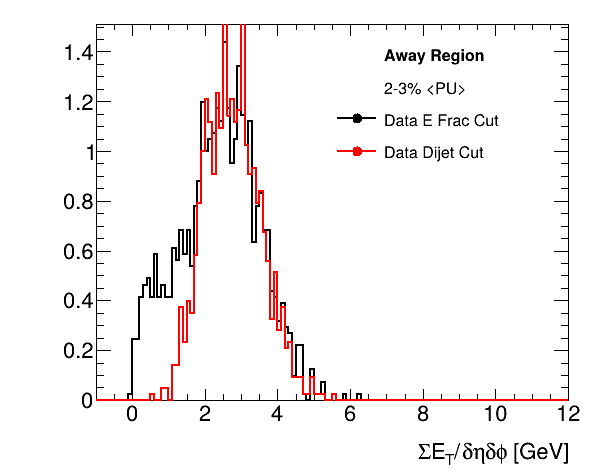 1.4
1.2
1
0.8
0.6
0.4
0.2
0
Away Region
2-3% <PU>
Data E Frac Cut
Data Dijet Cut
0 2 4 6 8 10 12
ΣE_T/δηδϕ [GeV]